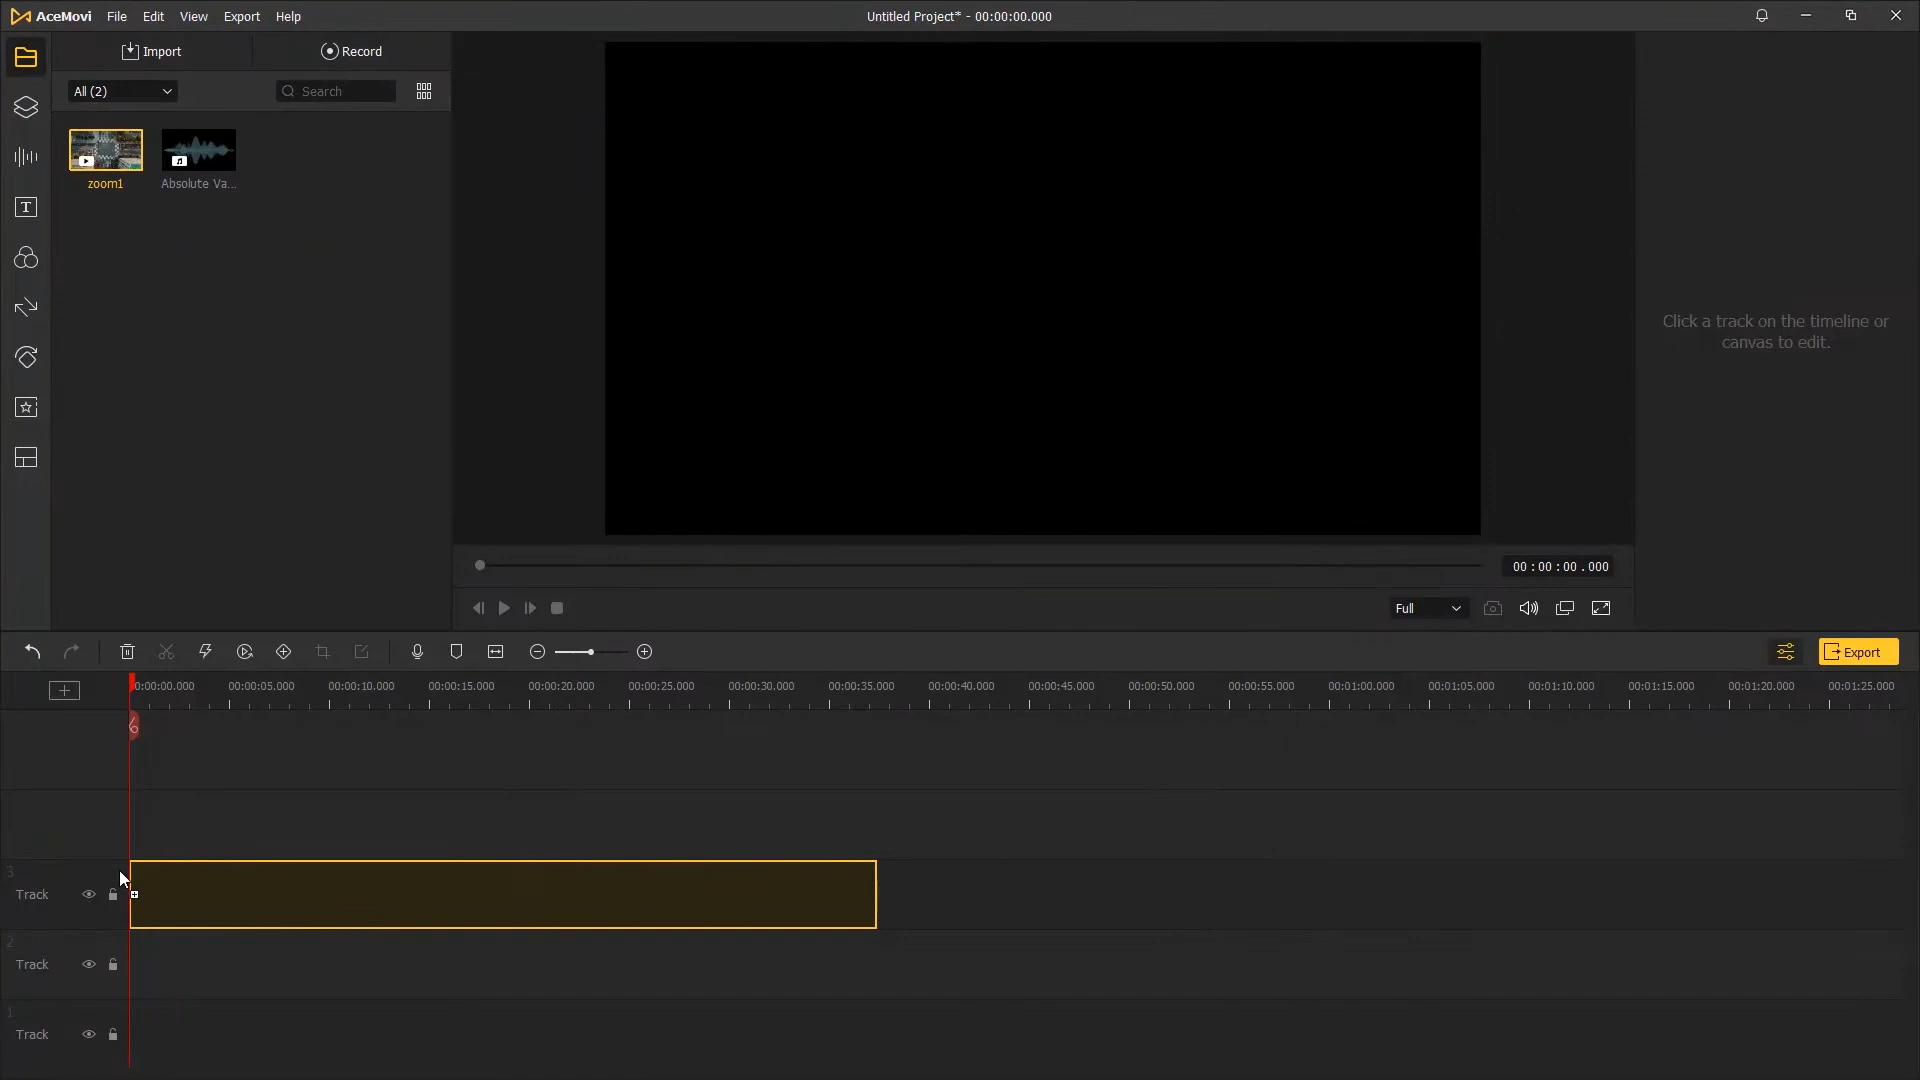 AceMovi File Edit View Export Help
Untitled Project* - 00:00:00.000
Import Record
All (2) Search
zoom1 Absolute Va...
Click a track on the timeline or
canvas to edit.
00 : 00 : 00 . 000
Full
Export
0:00:00.000 00:00:05.000 00:00:10.000 00:00:15.000 00:00:20.000 00:00:25.000 00:00:30.000 00:00:35.000 00:00:40.000 00:00:45.000 00:00:50.000 00:00:55.000 00:01:00.000 00:01:05.000 00:01:10.000 00:01:15.000 00:01:20.000 00:01:25.000
3
Track
2
Track
1
Track